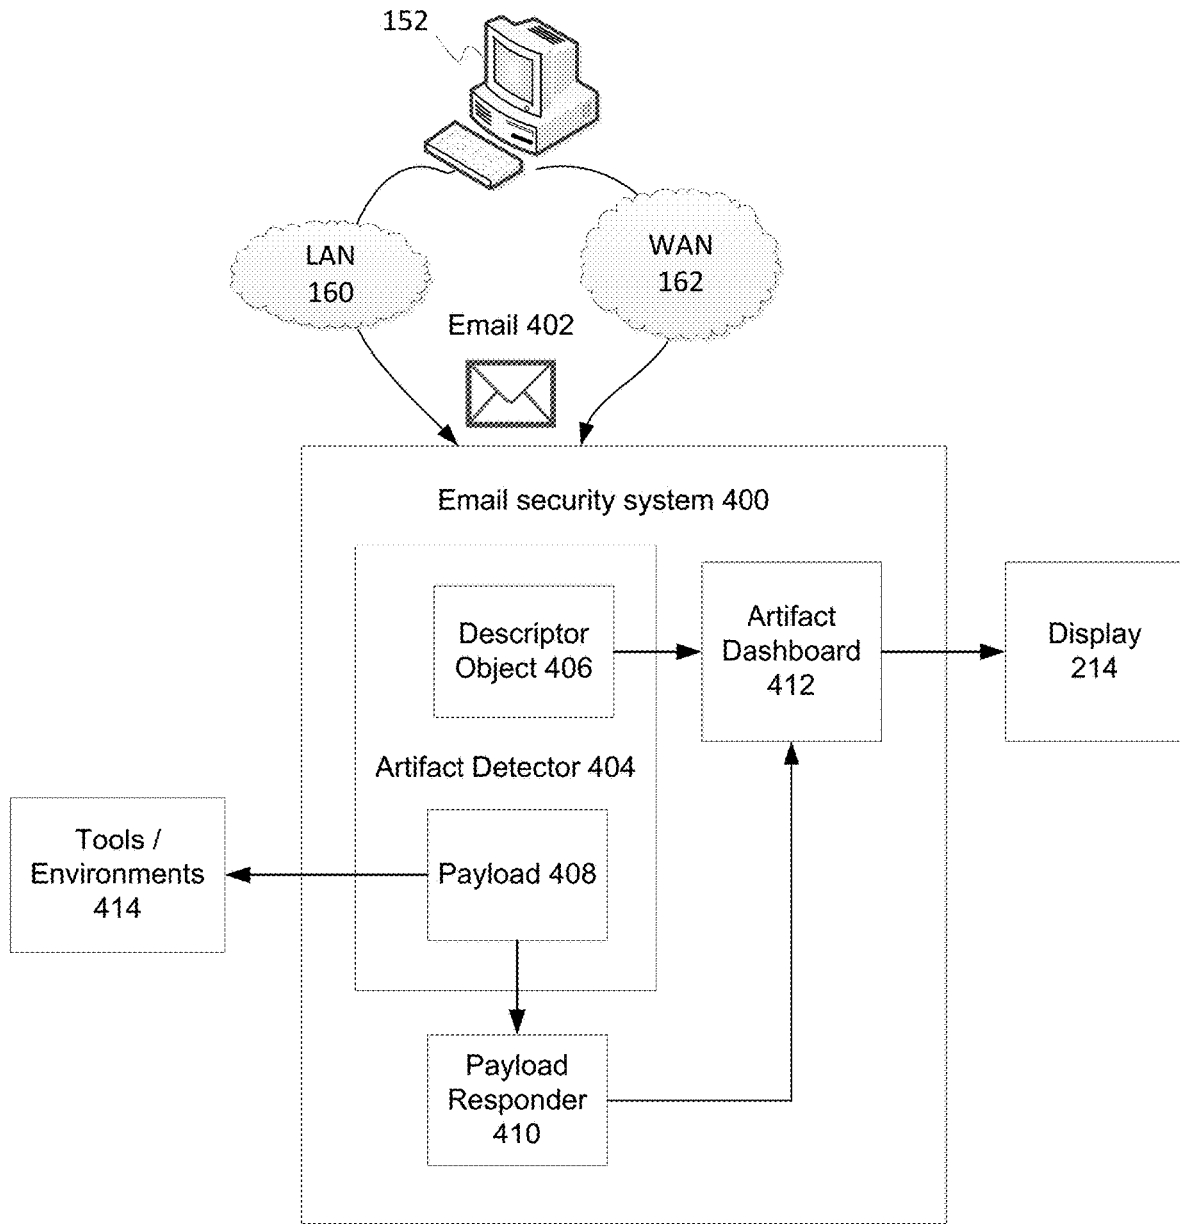 152
LAN
160
WAN
162
Email 402
Email security system 400
Descriptor
Object 406
Artifact
Dashboard
412
Display
214
Artifact Detector 404
Tools /
Environments
414
Payload 408
Payload
Responder
410